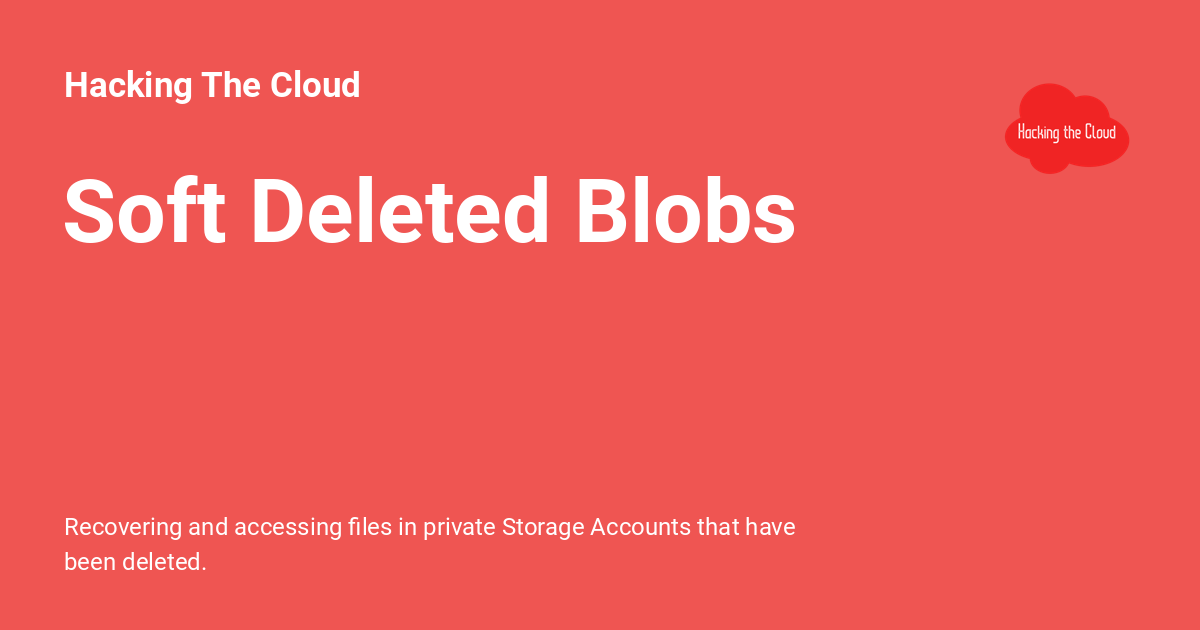 Hacking The Cloud
Hacking the Cloud
Soft Deleted Blobs
Recovering and accessing files in private Storage Accounts that have
been deleted.